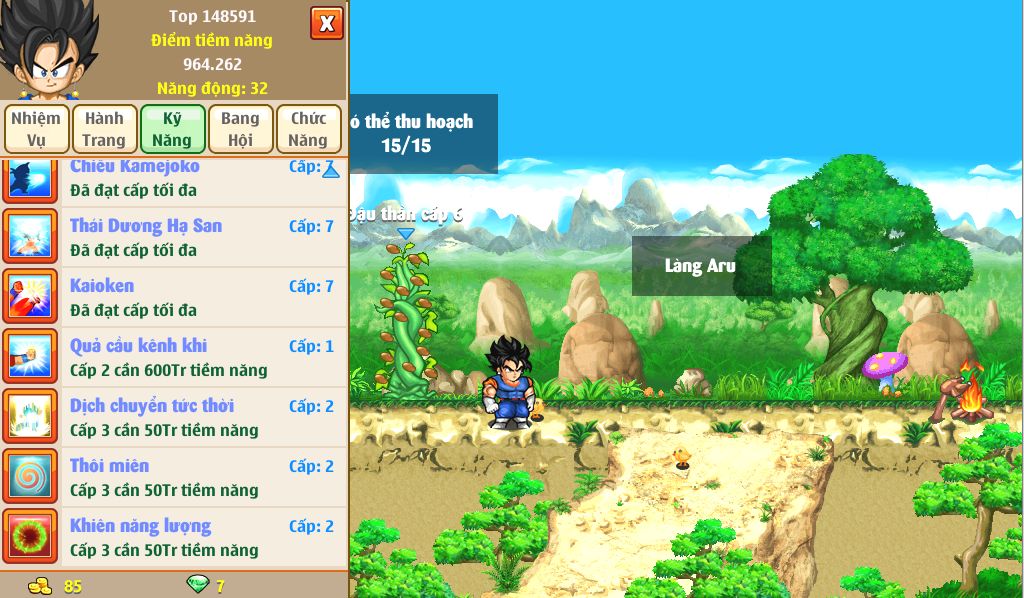 Top 148591
X
Điểm tiềm năng
964.262
Năng động: 32
Nhiệm Vụ
Hành Trang
Kỹ Năng
Bang Hội
Chức Năng
Chiêu Kamejoko Cấp: 7
Đã đạt cấp tối đa
Thái Dương Hạ San Cấp: 7
Đã đạt cấp tối đa
Kaioken Cấp: 7
Đã đạt cấp tối đa
Quả cầu kênh khi Cấp: 1
Cấp 2 cần 600Tr tiềm năng
Dịch chuyển tức thời Cấp: 2
Cấp 3 cần 50Tr tiềm năng
Thôi miên Cấp: 2
Cấp 3 cần 50Tr tiềm năng
Khiên năng lượng Cấp: 2
Cấp 3 cần 50Tr tiềm năng
85
7
ó thể thu hoạch
15/15
Đậu thần cấp 6
Làng Aru